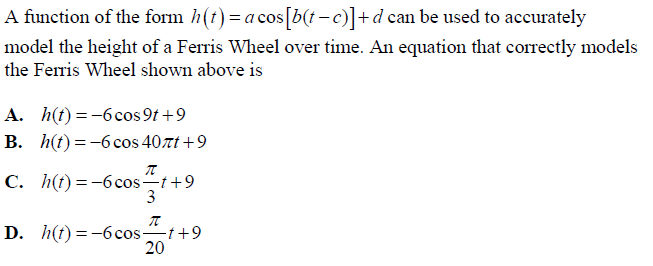 A function of the form h(t) = a cos[b(t − c)] + d can be used to accurately
model the height of a Ferris Wheel over time. An equation that correctly models
the Ferris Wheel shown above is
A. h(t) = −6 cos 9t + 9
B. h(t) = −6 cos 40πt + 9
C. h(t) = −6 cos π/3 t + 9
D. h(t) = −6 cos π/20 t + 9